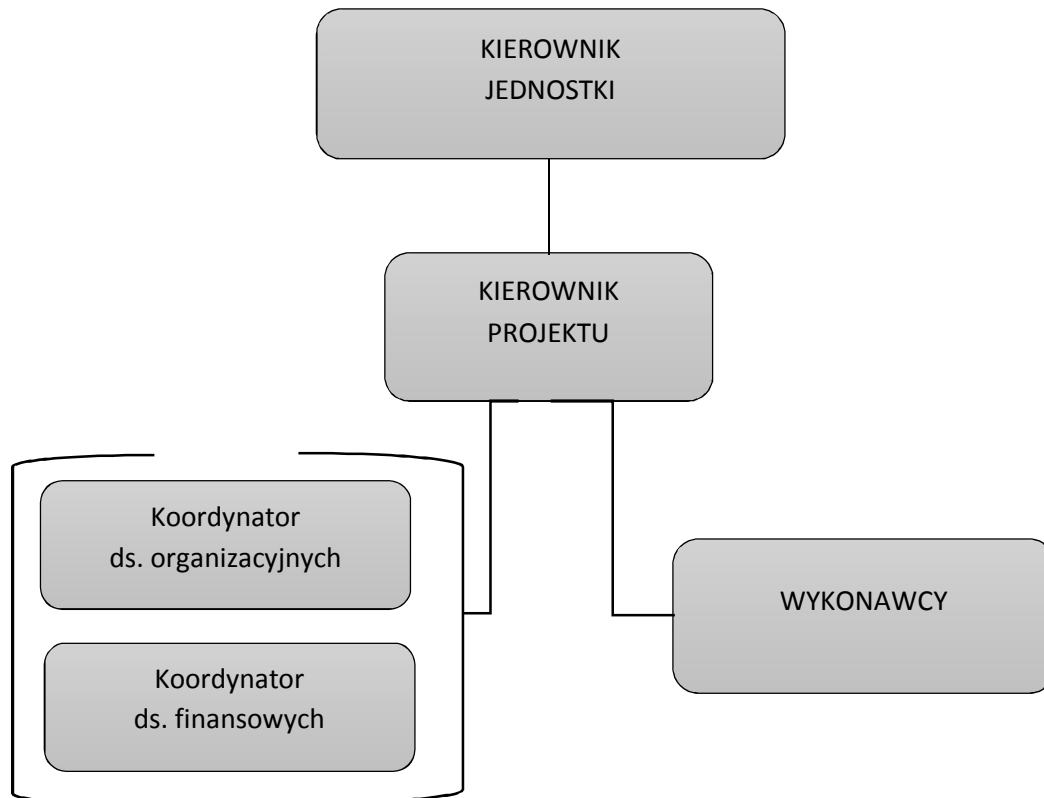 KIEROWNIK
JEDNOSTKI
KIEROWNIK
PROJEKTU
Koordynator
ds. organizacyjnych
Koordynator
ds. finansowych
WYKONAWCY